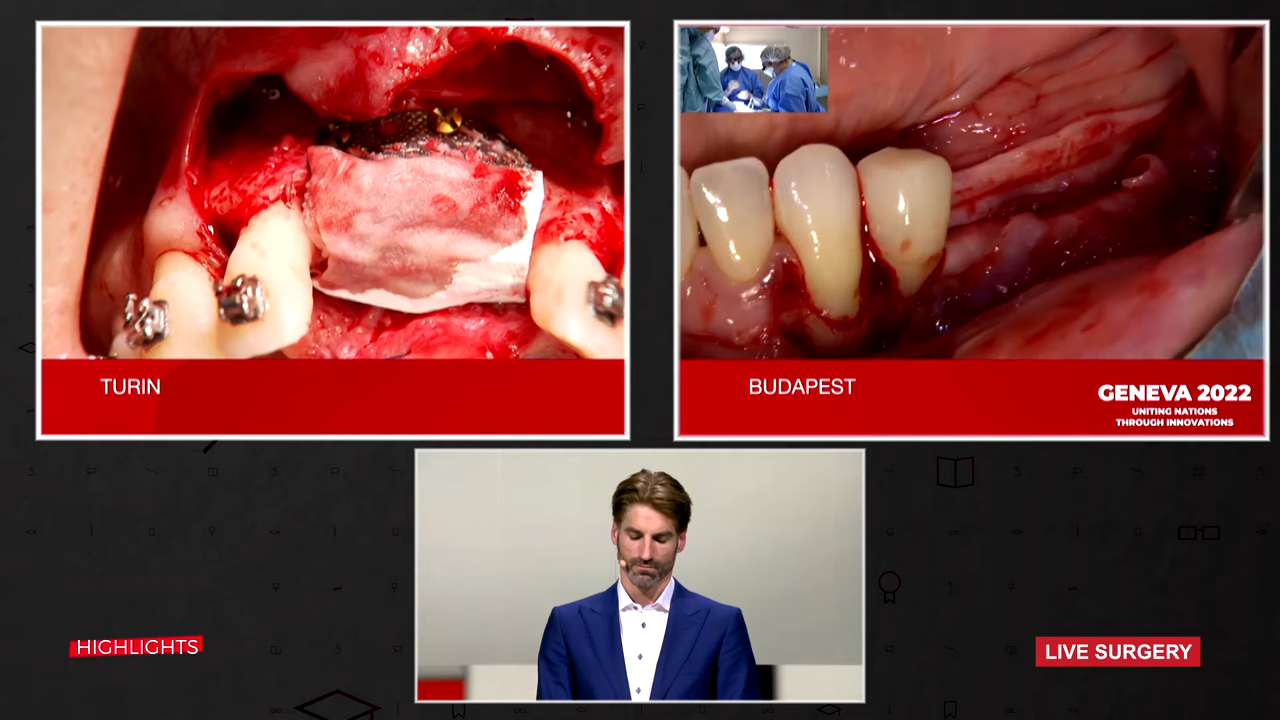 TURIN
BUDAPEST
GENEVA 2022
UNITING NATIONS
THROUGH INNOVATIONS
HIGHLIGHTS
LIVE SURGERY